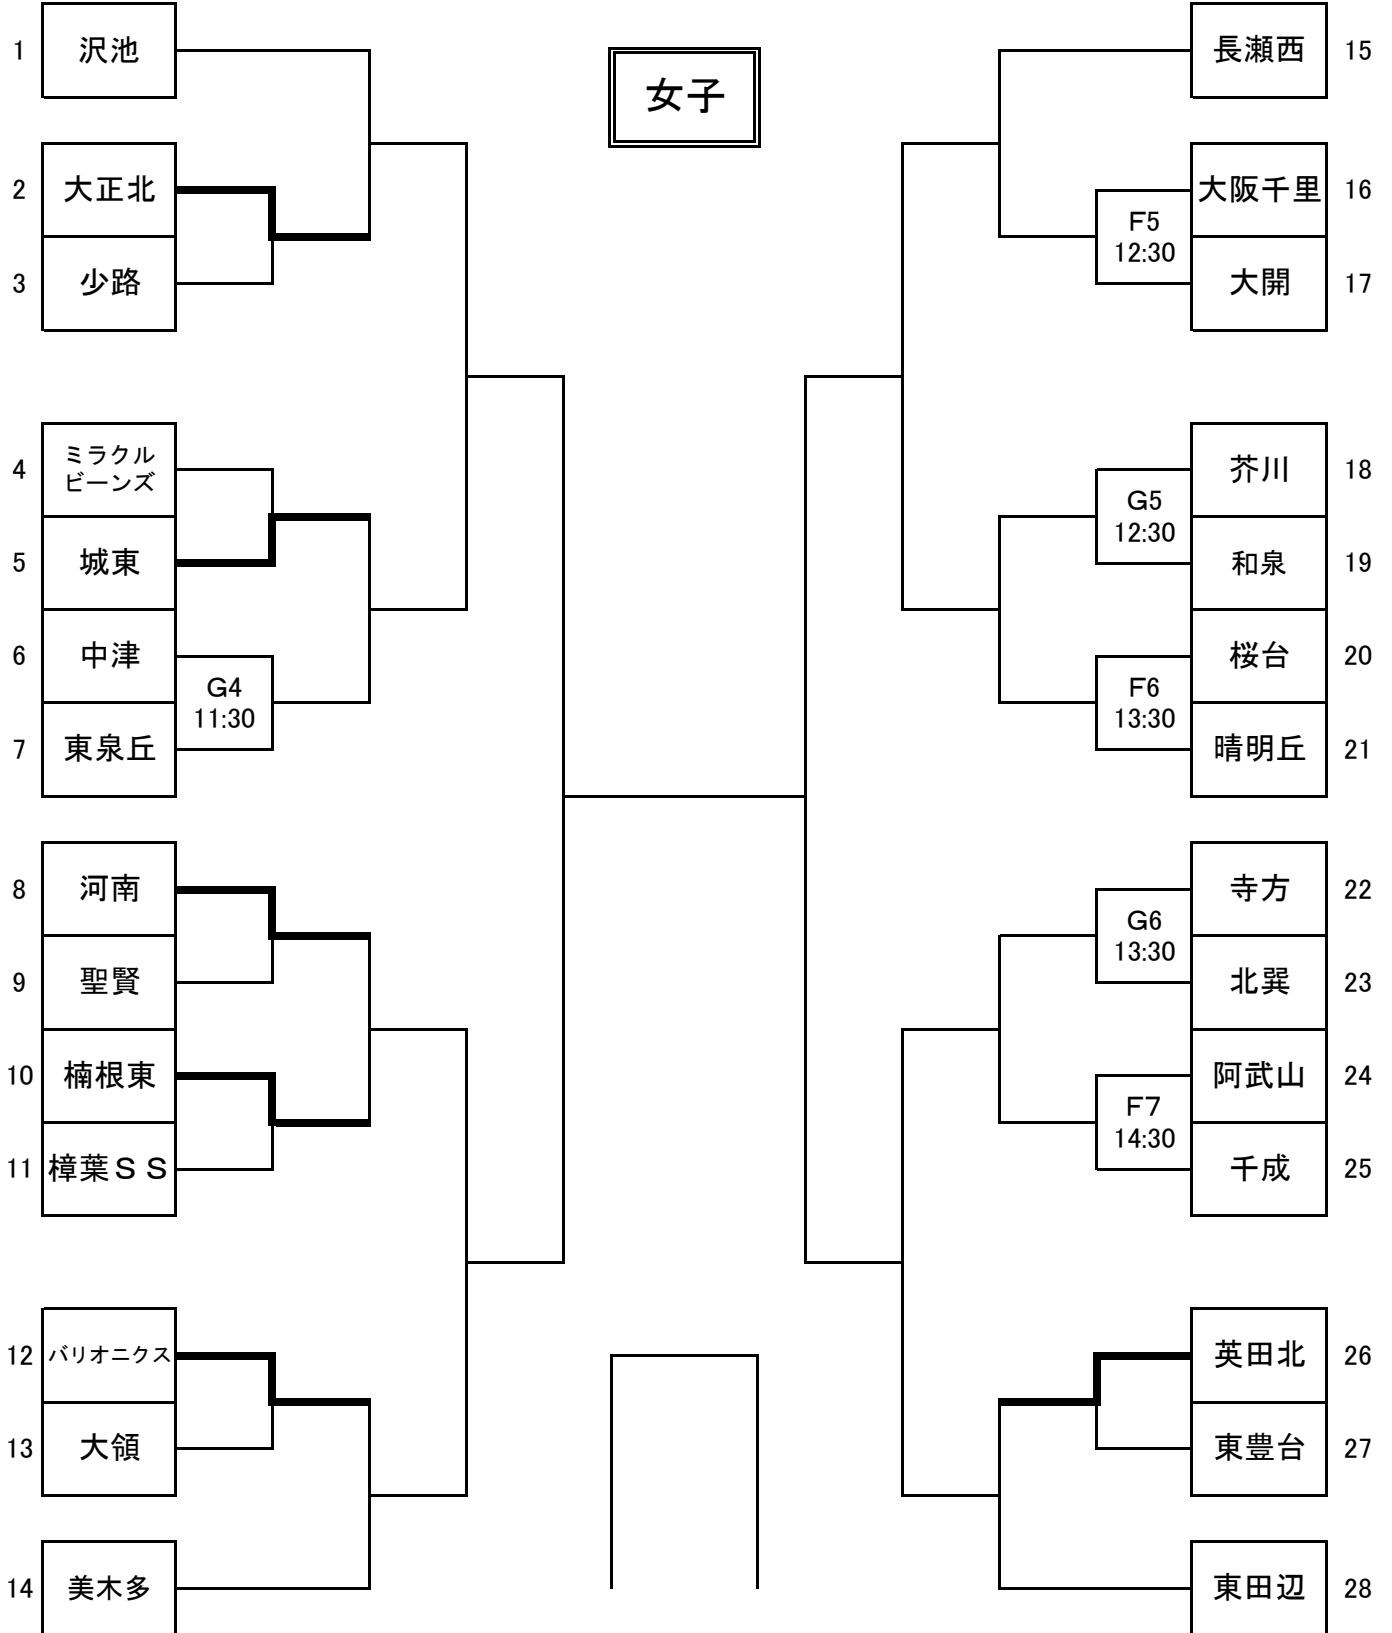 女子
1 沢池
2 大正北
3 少路
4 ミラクル
ビーンズ
5 城東
6 中津
G4
11:30
7 東泉丘
8 河南
9 聖賢
10 楠根東
11 樟葉ＳＳ
12 バリオニクス
13 大領
14 美木多
長瀬西 15
大阪千里 16
F5
12:30
大開 17
芥川 18
G5
12:30
和泉 19
桜台 20
F6
13:30
晴明丘 21
寺方 22
G6
13:30
北巽 23
阿武山 24
F7
14:30
千成 25
英田北 26
東豊台 27
東田辺 28